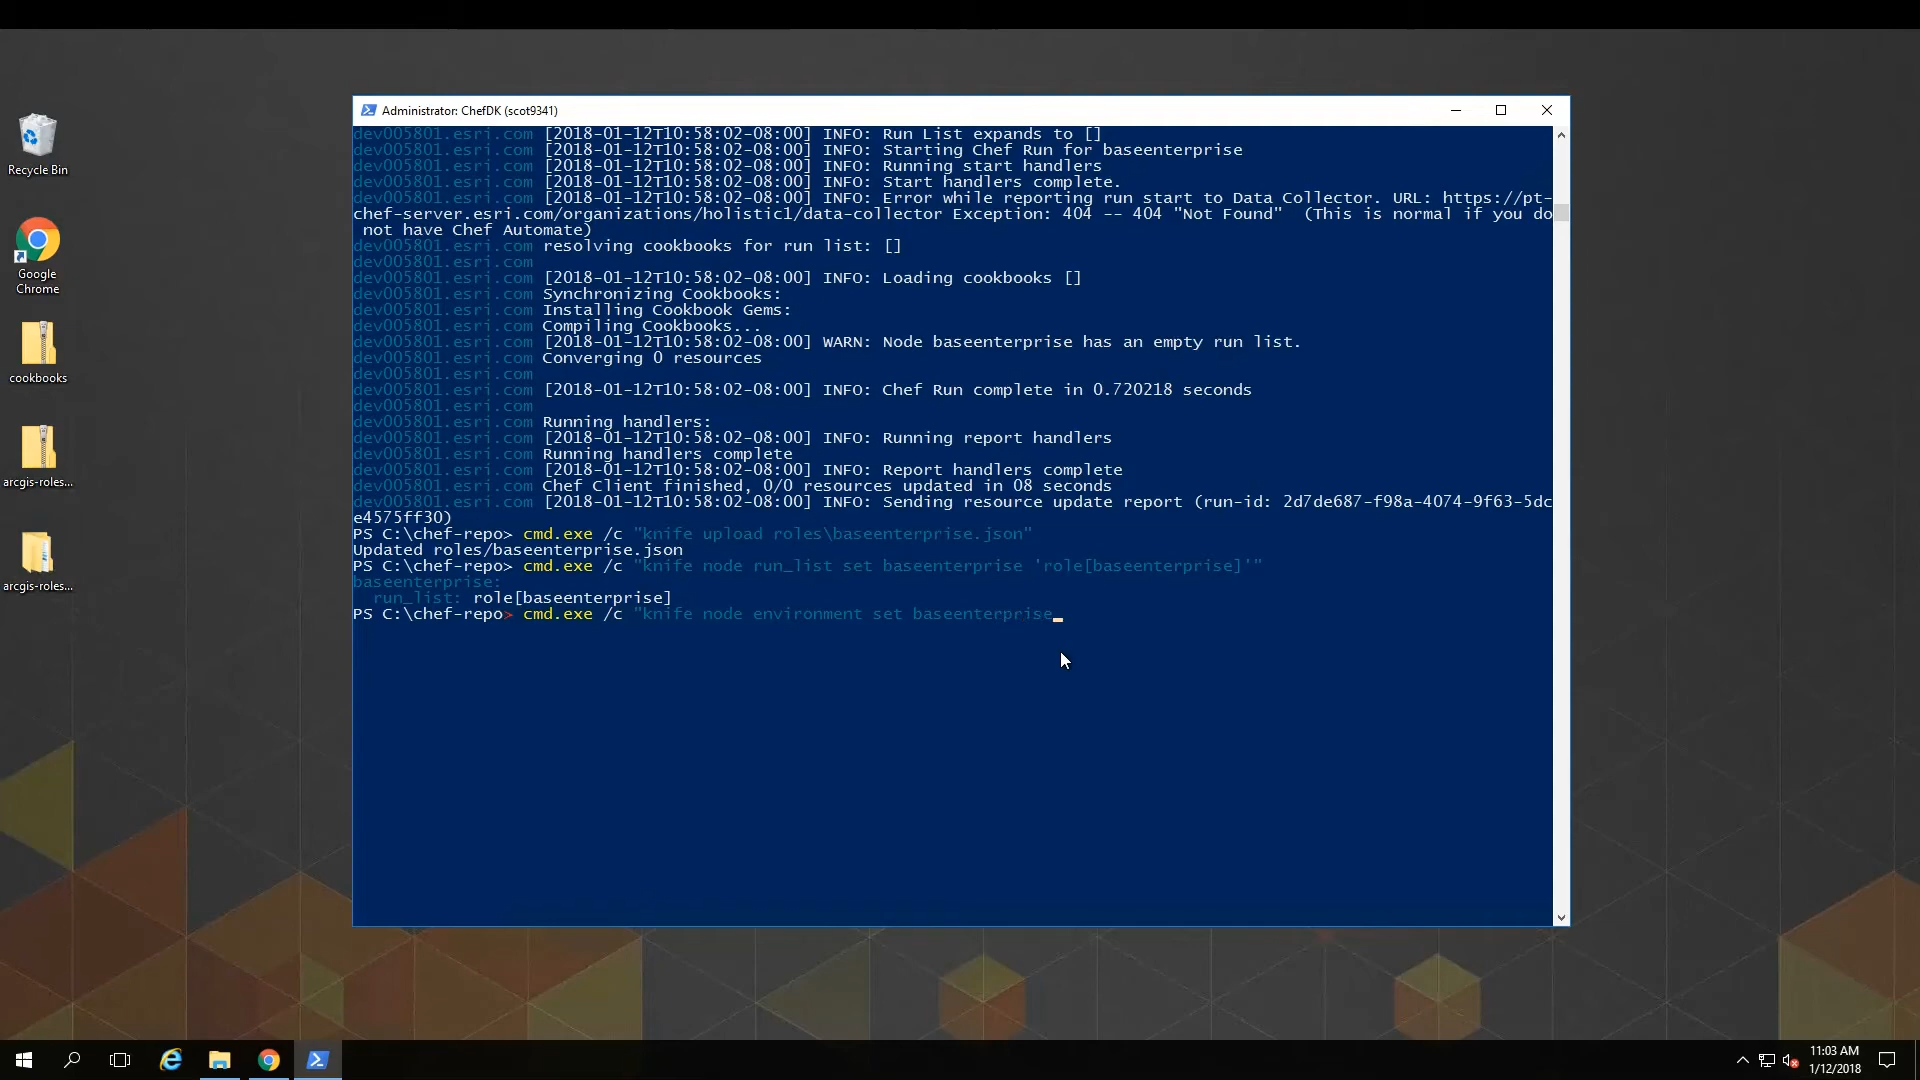 Administrator: ChefDK (scot9341)
dev005801.esri.com [2018-01-12T10:58:02-08:00] INFO: Run List expands to []
dev005801.esri.com [2018-01-12T10:58:02-08:00] INFO: Starting Chef Run for baseenterprise
dev005801.esri.com [2018-01-12T10:58:02-08:00] INFO: Running start handlers
dev005801.esri.com [2018-01-12T10:58:02-08:00] INFO: Start handlers complete.
dev005801.esri.com [2018-01-12T10:58:02-08:00] INFO: Error while reporting run start to Data Collector. URL: https://pt-
chef-server.esri.com/organizations/holistic1/data-collector Exception: 404 -- 404 "Not Found"  (This is normal if you do
 not have Chef Automate)
dev005801.esri.com resolving cookbooks for run list: []
dev005801.esri.com
dev005801.esri.com [2018-01-12T10:58:02-08:00] INFO: Loading cookbooks []
dev005801.esri.com Synchronizing Cookbooks:
dev005801.esri.com Installing Cookbook Gems:
dev005801.esri.com Compiling Cookbooks...
dev005801.esri.com [2018-01-12T10:58:02-08:00] WARN: Node baseenterprise has an empty run list.
dev005801.esri.com Converging 0 resources
dev005801.esri.com
dev005801.esri.com [2018-01-12T10:58:02-08:00] INFO: Chef Run complete in 0.720218 seconds
dev005801.esri.com
dev005801.esri.com Running handlers:
dev005801.esri.com [2018-01-12T10:58:02-08:00] INFO: Running report handlers
dev005801.esri.com Running handlers complete
dev005801.esri.com [2018-01-12T10:58:02-08:00] INFO: Report handlers complete
dev005801.esri.com Chef Client finished, 0/0 resources updated in 08 seconds
dev005801.esri.com [2018-01-12T10:58:02-08:00] INFO: Sending resource update report (run-id: 2d7de687-f98a-4074-9f63-5dc
e4575ff30)
PS C:\chef-repo> cmd.exe /c "knife upload roles\baseenterprise.json"
Updated roles/baseenterprise.json
PS C:\chef-repo> cmd.exe /c "knife node run_list set baseenterprise 'role[baseenterprise]'"
baseenterprise:
  run_list: role[baseenterprise]
PS C:\chef-repo> cmd.exe /c "knife node environment set baseenterprise
Recycle Bin
Google
Chrome
cookbooks
arcgis-roles...
arcgis-roles...
11:03 AM
1/12/2018